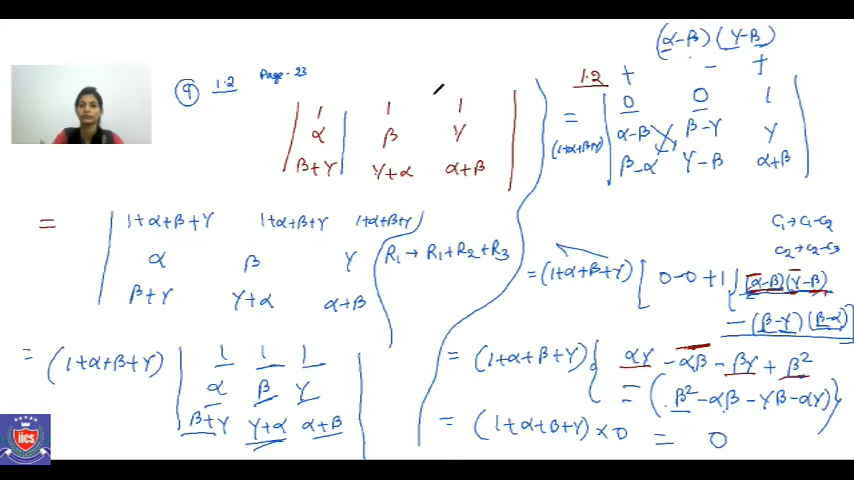 9 1.2 Page-23
| 1 1 1 |
| α β γ |
| β+γ γ+α α+β |
= | 1+α+β+γ 1+α+β+γ 1+α+β+γ |
| α β γ | R₁→R₁+R₂+R₃
| β+γ γ+α α+β |
= (1+α+β+γ) | 1 1 1 |
| α β γ |
| β+γ γ+α α+β |
iics
(α-β)(γ-β)
1.2 + - +
= (1+α+β+γ) | 0 0 1 |
| α-β β-γ γ |
| β-α γ-β α+β |
C₁→C₁-C₂
C₂→C₂-C₃
=(1+α+β+γ) [ 0-0+1 { (α-β)(γ-β)
-(β-γ)(β-α)
= (1+α+β+γ) { αγ-αβ-βγ+β²
= (β²-αβ-γβ-αγ) }
= (1+α+β+γ)×0 = 0